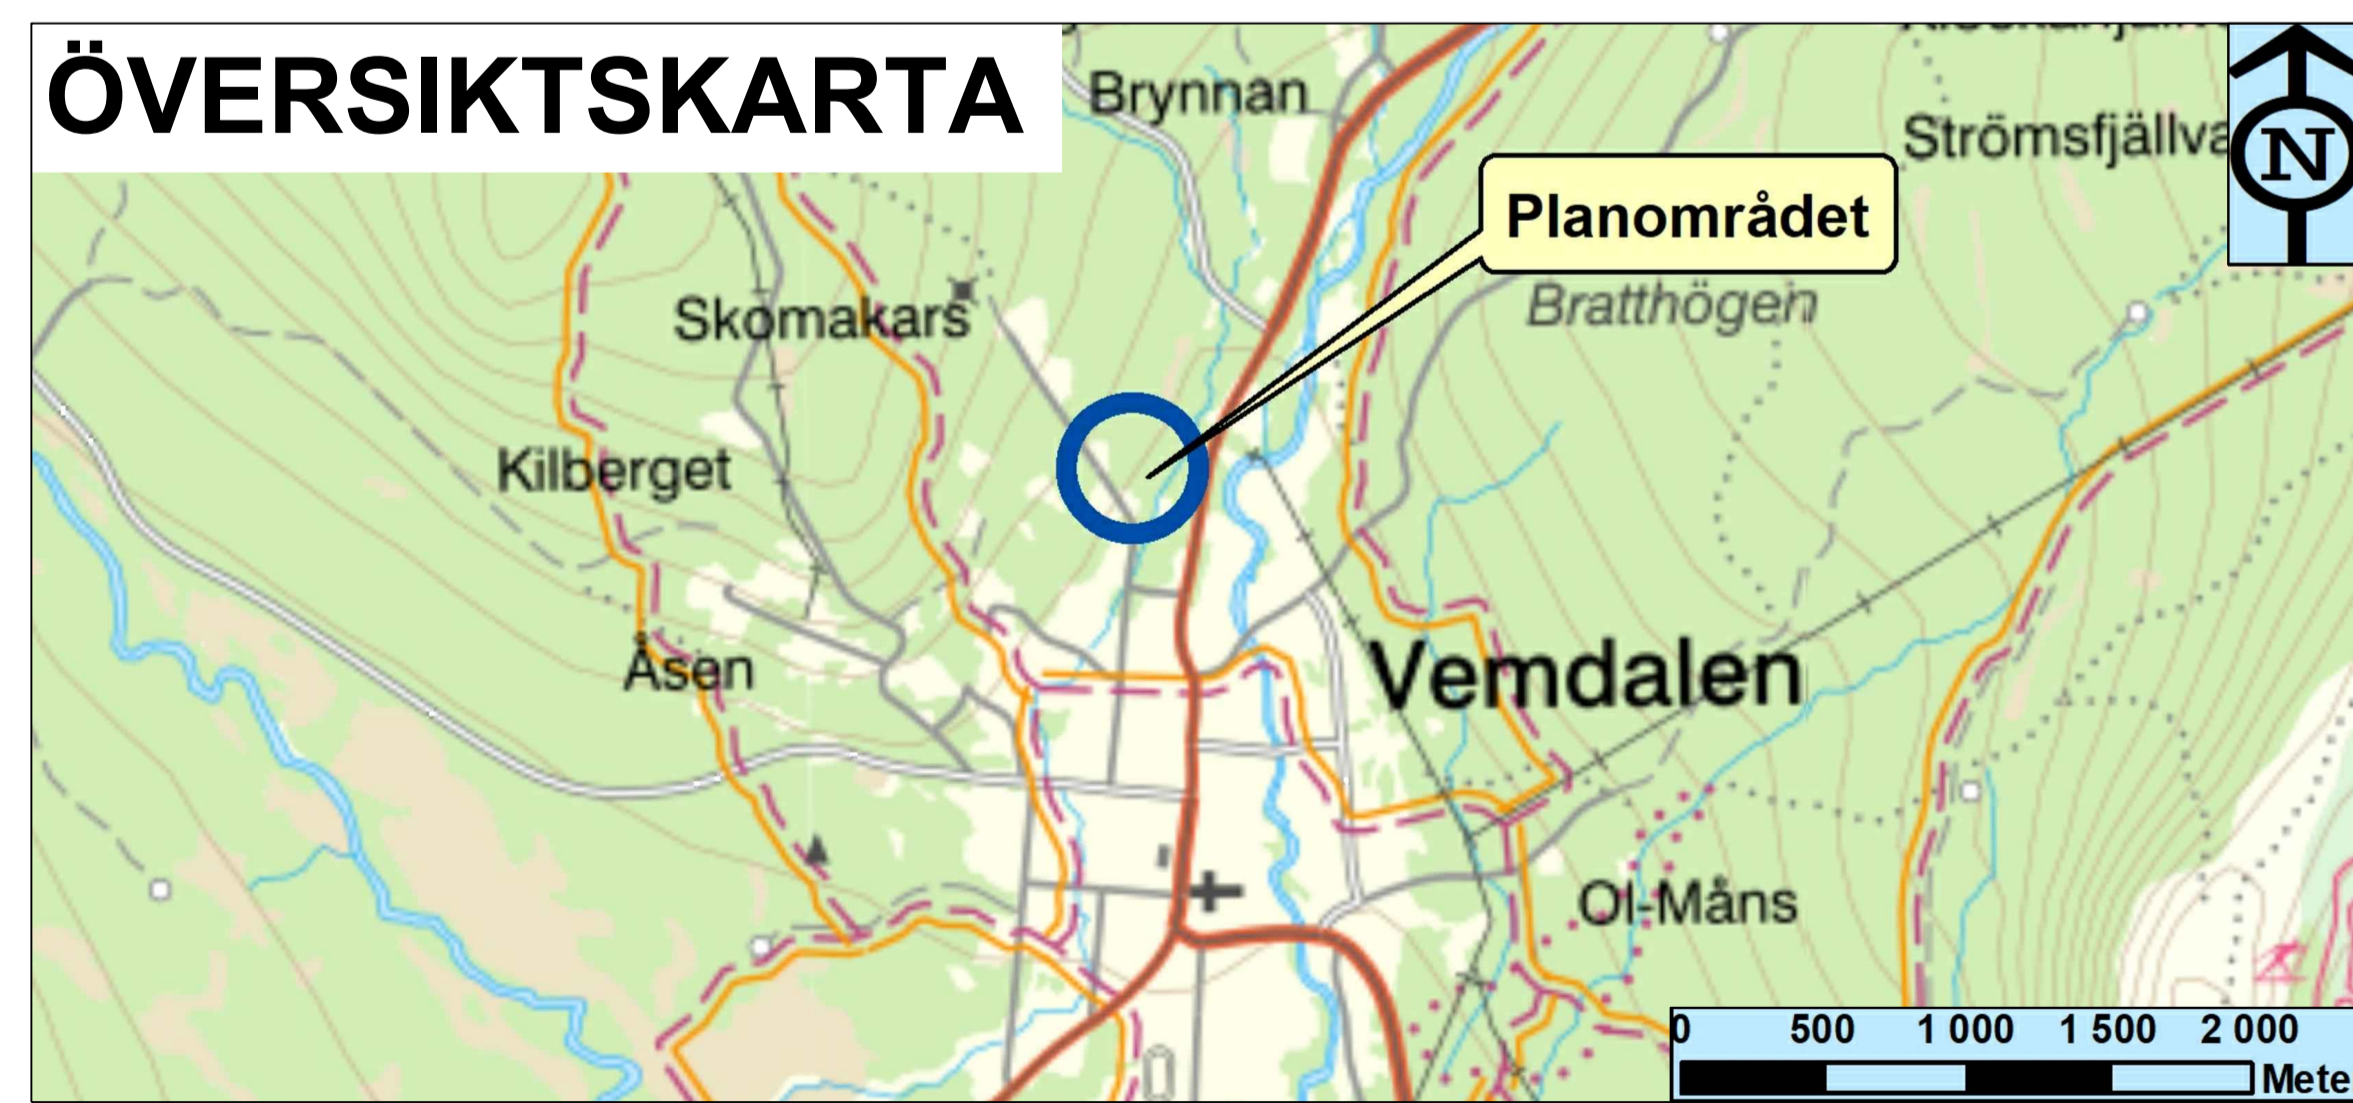 ÖVERSIKTSKARTA
Brynnan
Strömsfjällva
N
Planområdet
Bratthögen
Skomakars
Kilberget
Vemdalen
Åsen
Ol-Måns
0 500 1 000 1 500 2 000
Mete